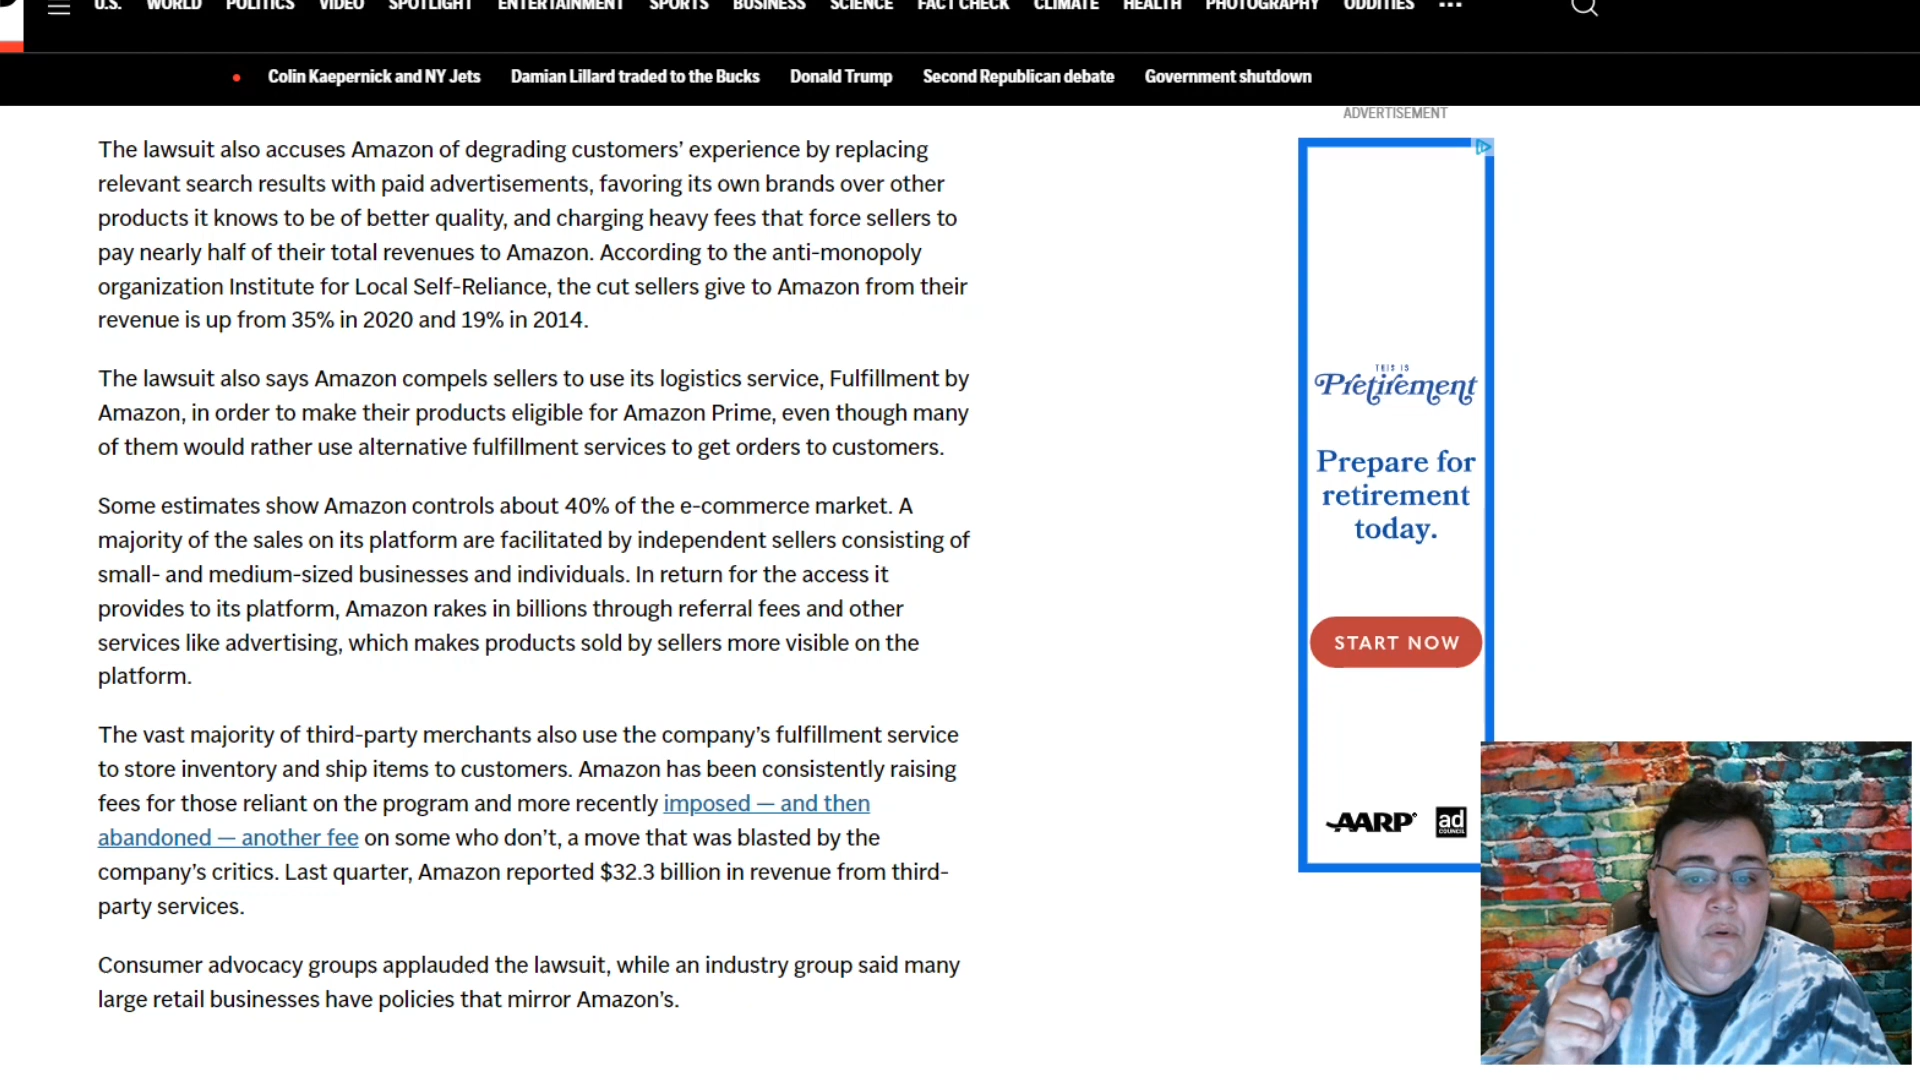 U.S. WORLD POLITICS VIDEO SPOTLIGHT ENTERTAINMENT SPORTS BUSINESS SCIENCE FACT CHECK CLIMATE HEALTH PHOTOGRAPHY ODDITIES
Colin Kaepernick and NY Jets Damian Lillard traded to the Bucks Donald Trump Second Republican debate Government shutdown
ADVERTISEMENT
The lawsuit also accuses Amazon of degrading customers’ experience by replacing
relevant search results with paid advertisements, favoring its own brands over other
products it knows to be of better quality, and charging heavy fees that force sellers to
pay nearly half of their total revenues to Amazon. According to the anti-monopoly
organization Institute for Local Self-Reliance, the cut sellers give to Amazon from their
revenue is up from 35% in 2020 and 19% in 2014.
The lawsuit also says Amazon compels sellers to use its logistics service, Fulfillment by
Amazon, in order to make their products eligible for Amazon Prime, even though many
of them would rather use alternative fulfillment services to get orders to customers.
Some estimates show Amazon controls about 40% of the e-commerce market. A
majority of the sales on its platform are facilitated by independent sellers consisting of
small- and medium-sized businesses and individuals. In return for the access it
provides to its platform, Amazon rakes in billions through referral fees and other
services like advertising, which makes products sold by sellers more visible on the
platform.
The vast majority of third-party merchants also use the company’s fulfillment service
to store inventory and ship items to customers. Amazon has been consistently raising
fees for those reliant on the program and more recently imposed — and then
abandoned — another fee on some who don’t, a move that was blasted by the
company’s critics. Last quarter, Amazon reported $32.3 billion in revenue from third-
party services.
Consumer advocacy groups applauded the lawsuit, while an industry group said many
large retail businesses have policies that mirror Amazon’s.
THIS IS
Pretirement
Prepare for
retirement
today.
START NOW
AARP ad
COUNCIL